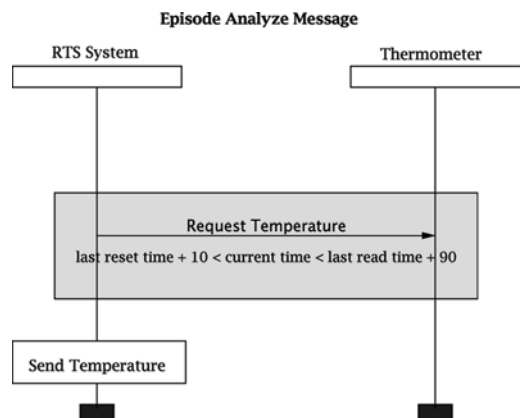 Episode Analyze Message
RTS System
Thermometer
Request Temperature
last reset time + 10 < current time < last read time + 90
Send Temperature